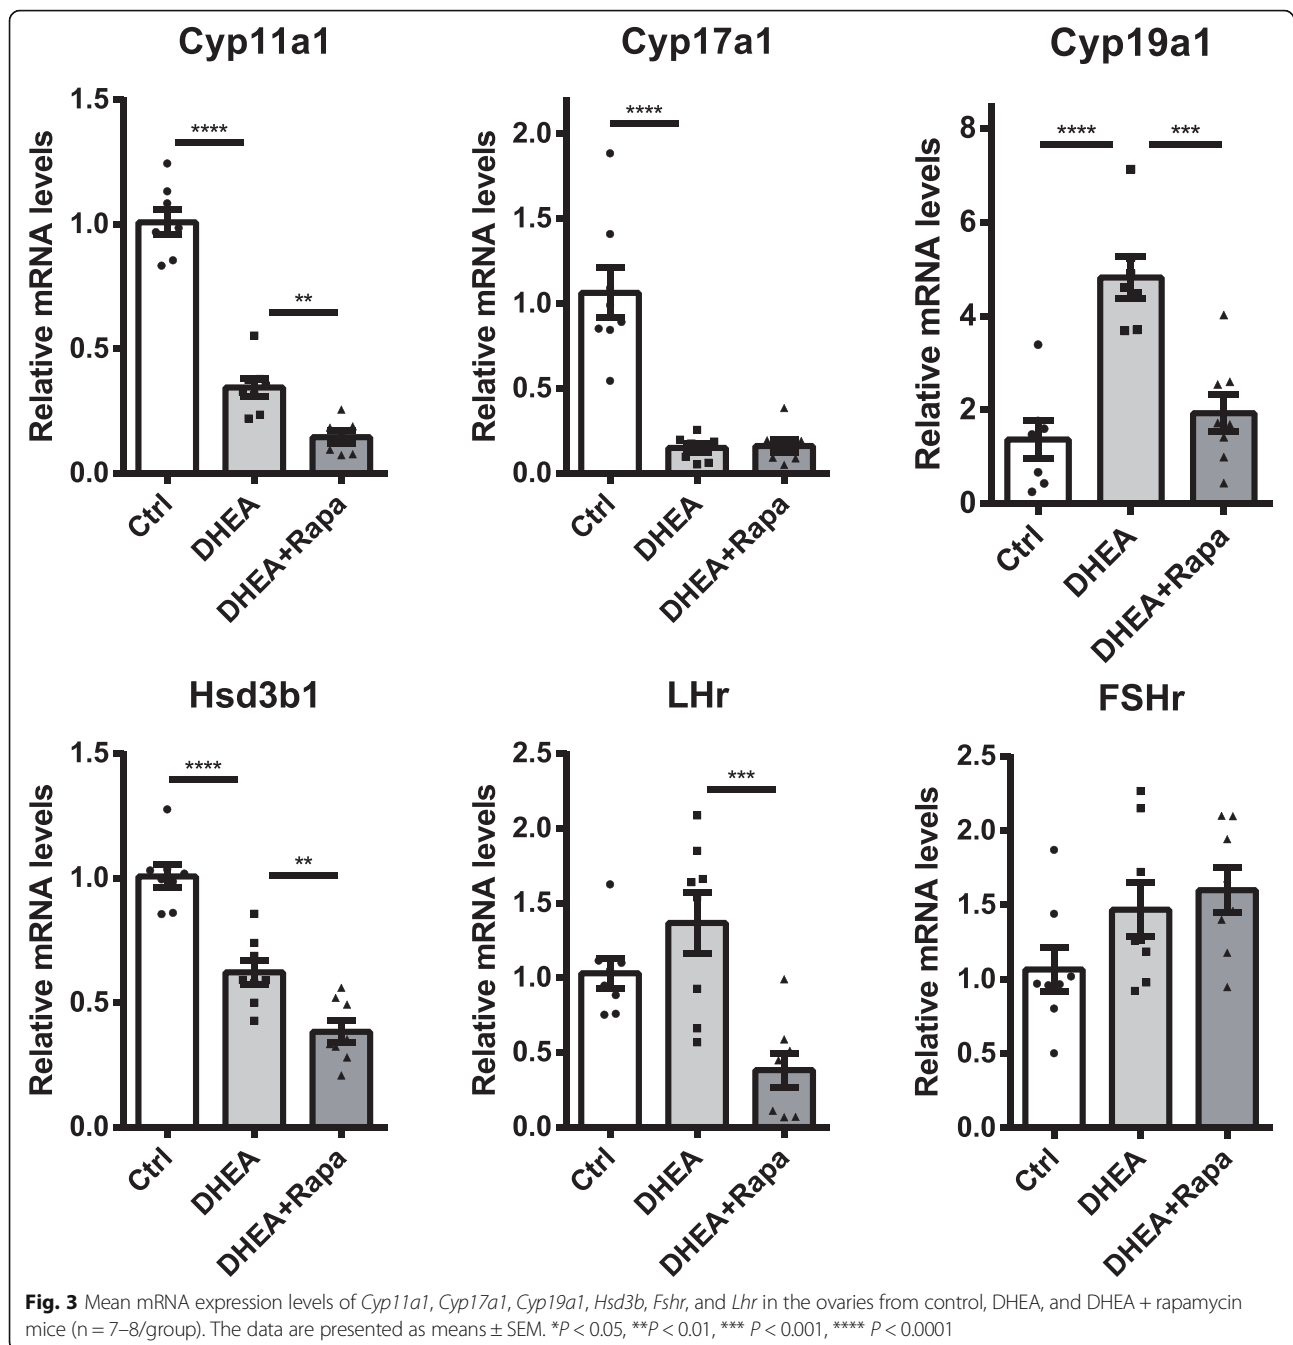 Cyp11a1
Relative mRNA levels
1.5
1.0
0.5
0.0
****
**
Ctrl
DHEA
DHEA+Rapa
Cyp17a1
Relative mRNA levels
2.0
1.5
1.0
0.5
0.0
****
Ctrl
DHEA
DHEA+Rapa
Cyp19a1
Relative mRNA levels
8
6
4
2
0
****
***
Ctrl
DHEA
DHEA+Rapa
Hsd3b1
Relative mRNA levels
1.5
1.0
0.5
0.0
****
**
Ctrl
DHEA
DHEA+Rapa
LHr
Relative mRNA levels
2.5
2.0
1.5
1.0
0.5
0.0
***
Ctrl
DHEA
DHEA+Rapa
FSHr
Relative mRNA levels
2.5
2.0
1.5
1.0
0.5
0.0
Ctrl
DHEA
DHEA+Rapa
Fig. 3 Mean mRNA expression levels of Cyp11a1, Cyp17a1, Cyp19a1, Hsd3b, Fshr, and Lhr in the ovaries from control, DHEA, and DHEA + rapamycin
mice (n = 7–8/group). The data are presented as means ± SEM. *P < 0.05, **P < 0.01, *** P < 0.001, **** P < 0.0001